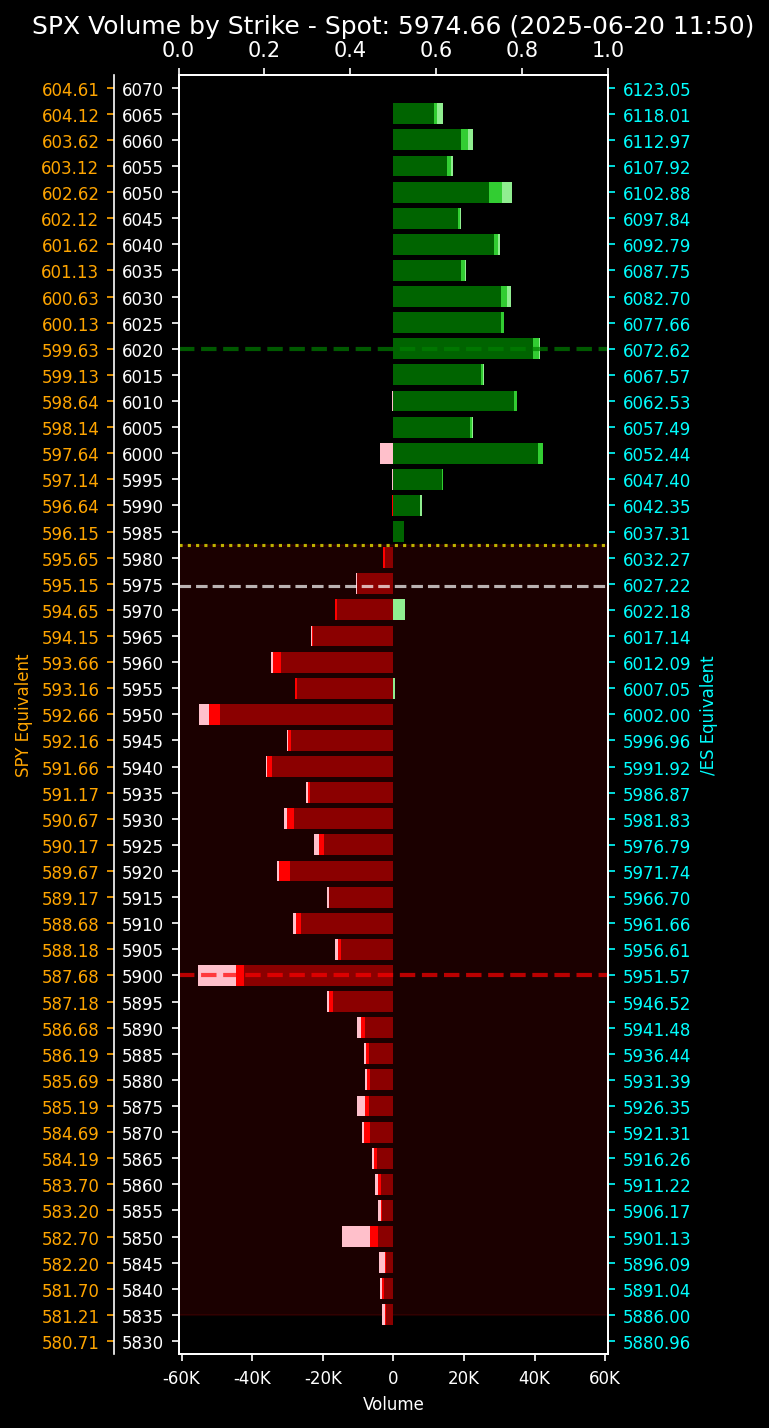 SPX Volume by Strike - Spot: 5974.66 (2025-06-20 11:50)
0.0 0.2 0.4 0.6 0.8 1.0
604.61 6070 6123.05
604.12 6065 6118.01
603.62 6060 6112.97
603.12 6055 6107.92
602.62 6050 6102.88
602.12 6045 6097.84
601.62 6040 6092.79
601.13 6035 6087.75
600.63 6030 6082.70
600.13 6025 6077.66
599.63 6020 6072.62
599.13 6015 6067.57
598.64 6010 6062.53
598.14 6005 6057.49
597.64 6000 6052.44
597.14 5995 6047.40
596.64 5990 6042.35
596.15 5985 6037.31
595.65 5980 6032.27
595.15 5975 6027.22
594.65 5970 6022.18
594.15 5965 6017.14
593.66 5960 6012.09
593.16 5955 6007.05
592.66 5950 6002.00
592.16 5945 5996.96
591.66 5940 5991.92
591.17 5935 5986.87
590.67 5930 5981.83
590.17 5925 5976.79
589.67 5920 5971.74
589.17 5915 5966.70
588.68 5910 5961.66
588.18 5905 5956.61
587.68 5900 5951.57
587.18 5895 5946.52
586.68 5890 5941.48
586.19 5885 5936.44
585.69 5880 5931.39
585.19 5875 5926.35
584.69 5870 5921.31
584.19 5865 5916.26
583.70 5860 5911.22
583.20 5855 5906.17
582.70 5850 5901.13
582.20 5845 5896.09
581.70 5840 5891.04
581.21 5835 5886.00
580.71 5830 5880.96
SPY Equivalent
/ES Equivalent
-60K -40K -20K 0 20K 40K 60K
Volume